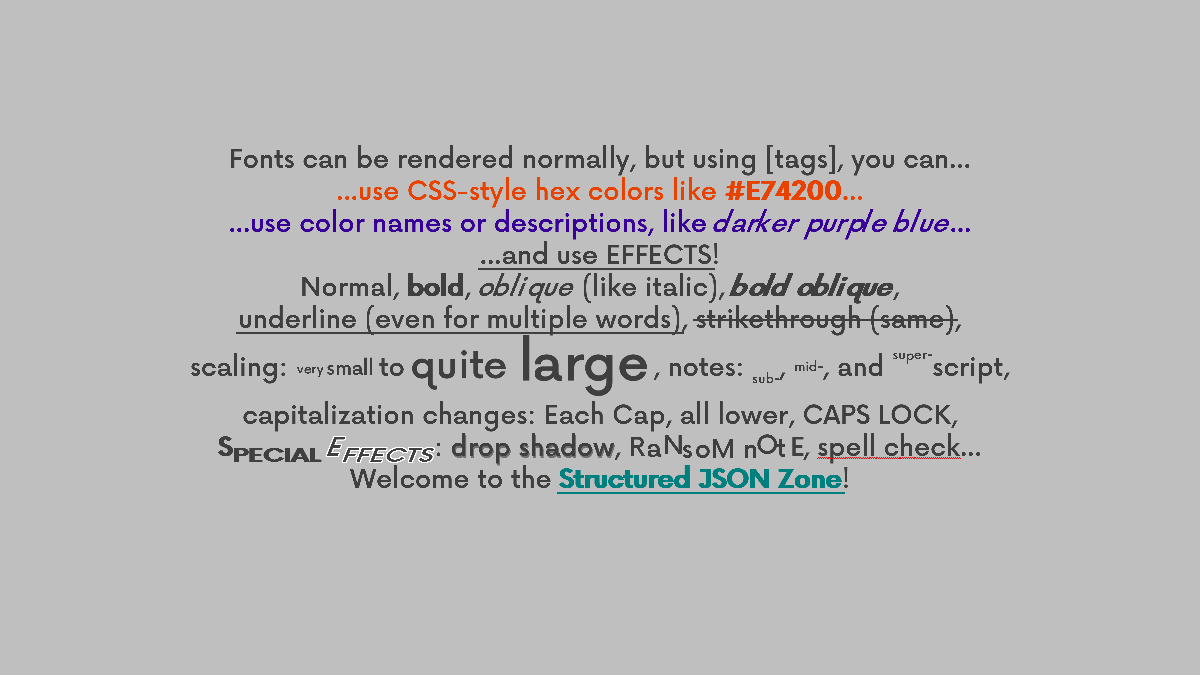 Fonts can be rendered normally, but using [tags], you can...
...use CSS-style hex colors like #E74200...
...use color names or descriptions, like darker purple blue...
...and use EFFECTS!
Normal, bold, oblique (like italic), bold oblique,
underline (even for multiple words), strikethrough (same),
scaling: very small to quite large, notes: sub-, mid-, and super-script,
capitalization changes: Each Cap, all lower, CAPS LOCK,
SPECIAL EFFECTS: drop shadow, RaNsoM nOtE, spell check...
Welcome to the Structured JSON Zone!